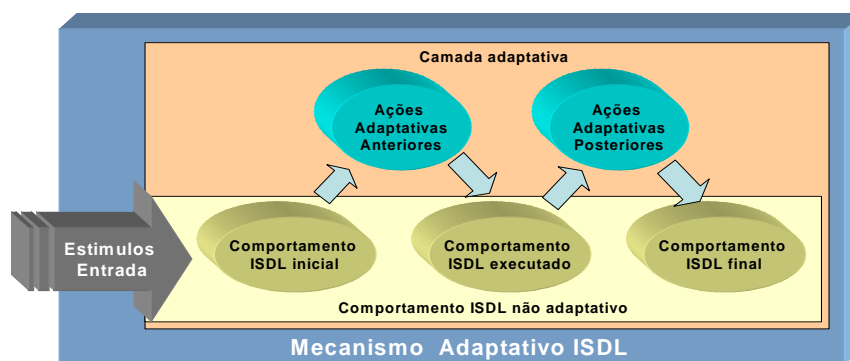 Camada adaptativa
Ações
Adaptativas
Anteriores
Ações
Adaptativas
Posteriores
Estimulos
Entrada
Comportamento
ISDL inicial
Comportamento
ISDL executado
Comportamento
ISDL final
Comportamento ISDL não adaptativo
Mecanismo Adaptativo ISDL